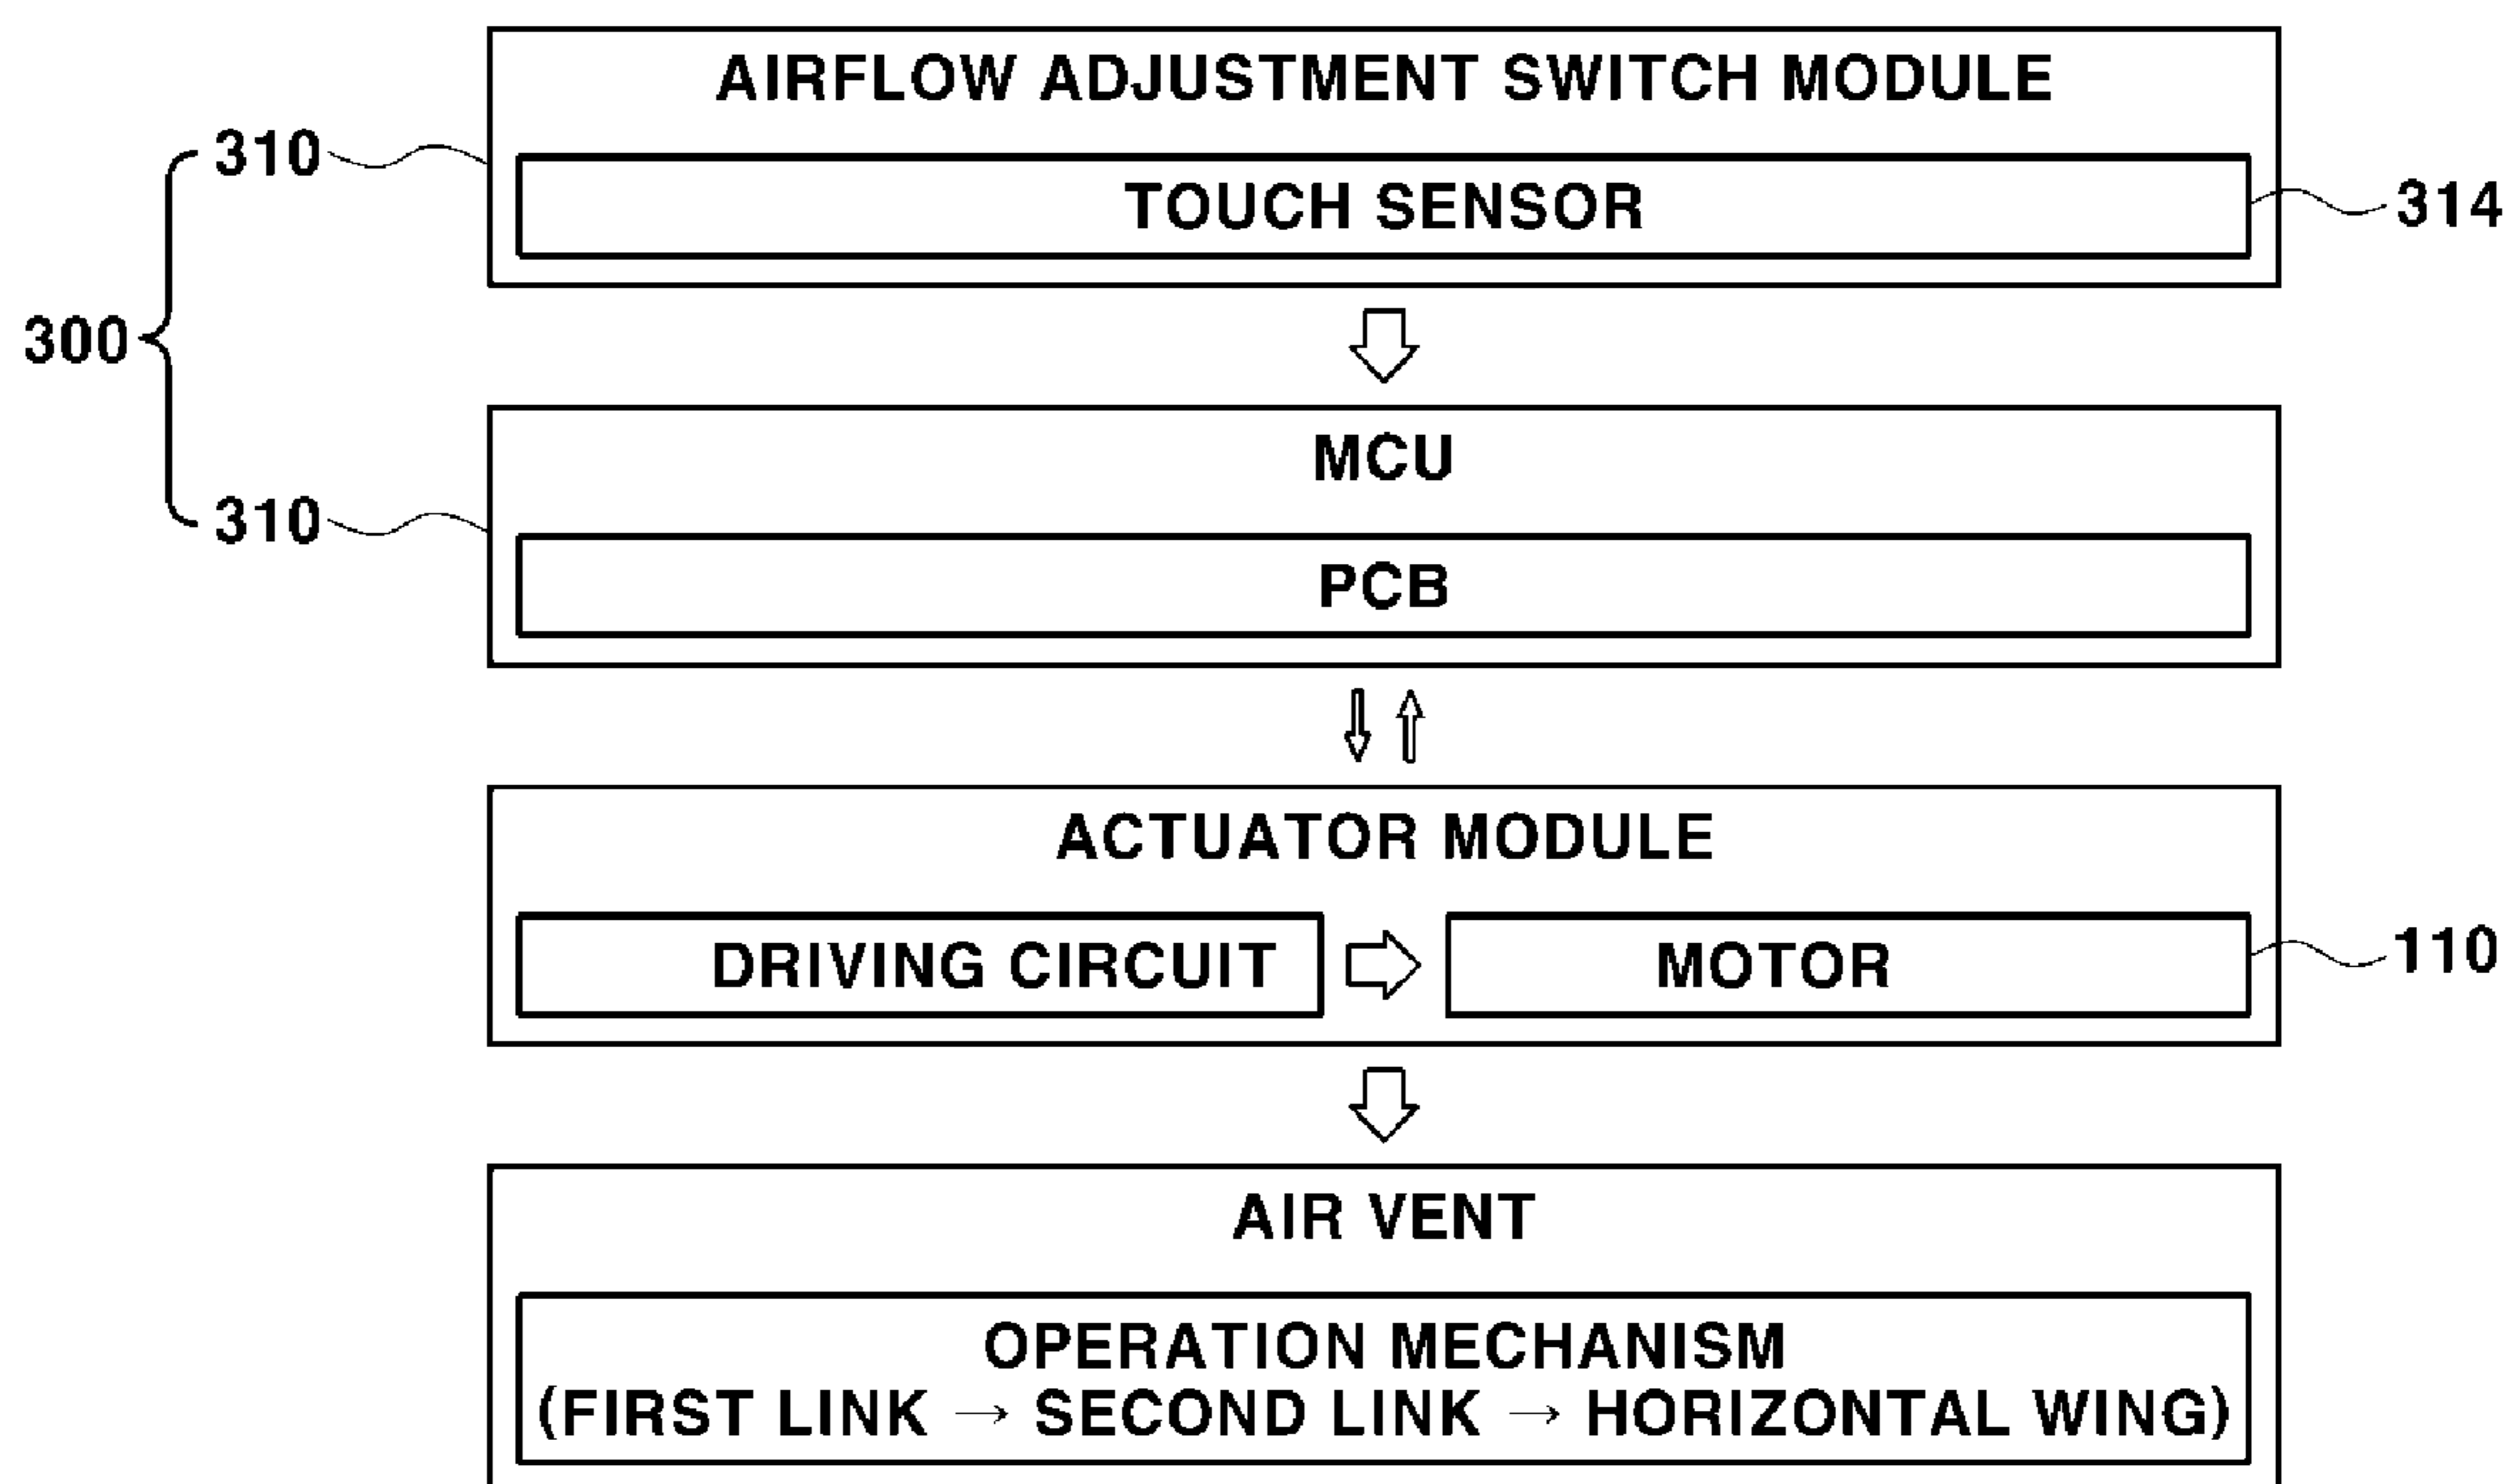 AIRFLOW ADJUSTMENT SWITCH MODULE
310
TOUCH SENSOR
314
300
MCU
310
PCB
ACTUATOR MODULE
DRIVING CIRCUIT
MOTOR
110
AIR VENT
OPERATION MECHANISM
(FIRST LINK → SECOND LINK → HORIZONTAL WING)